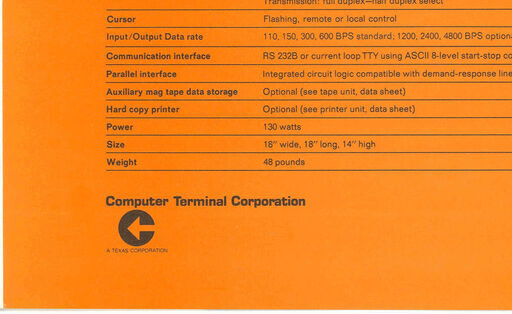 Transmission: full duplex—half duplex select
Cursor Flashing, remote or local control
Input/Output Data rate 110, 150, 300, 600 BPS standard; 1200, 2400, 4800 BPS option
Communication interface RS 232B or current loop TTY using ASCII 8-level start-stop co
Parallel interface Integrated circuit logic compatible with demand-response line
Auxiliary mag tape data storage Optional (see tape unit, data sheet)
Hard copy printer Optional (see printer unit, data sheet)
Power 130 watts
Size 18" wide, 18" long, 14" high
Weight 48 pounds
Computer Terminal Corporation
A TEXAS CORPORATION